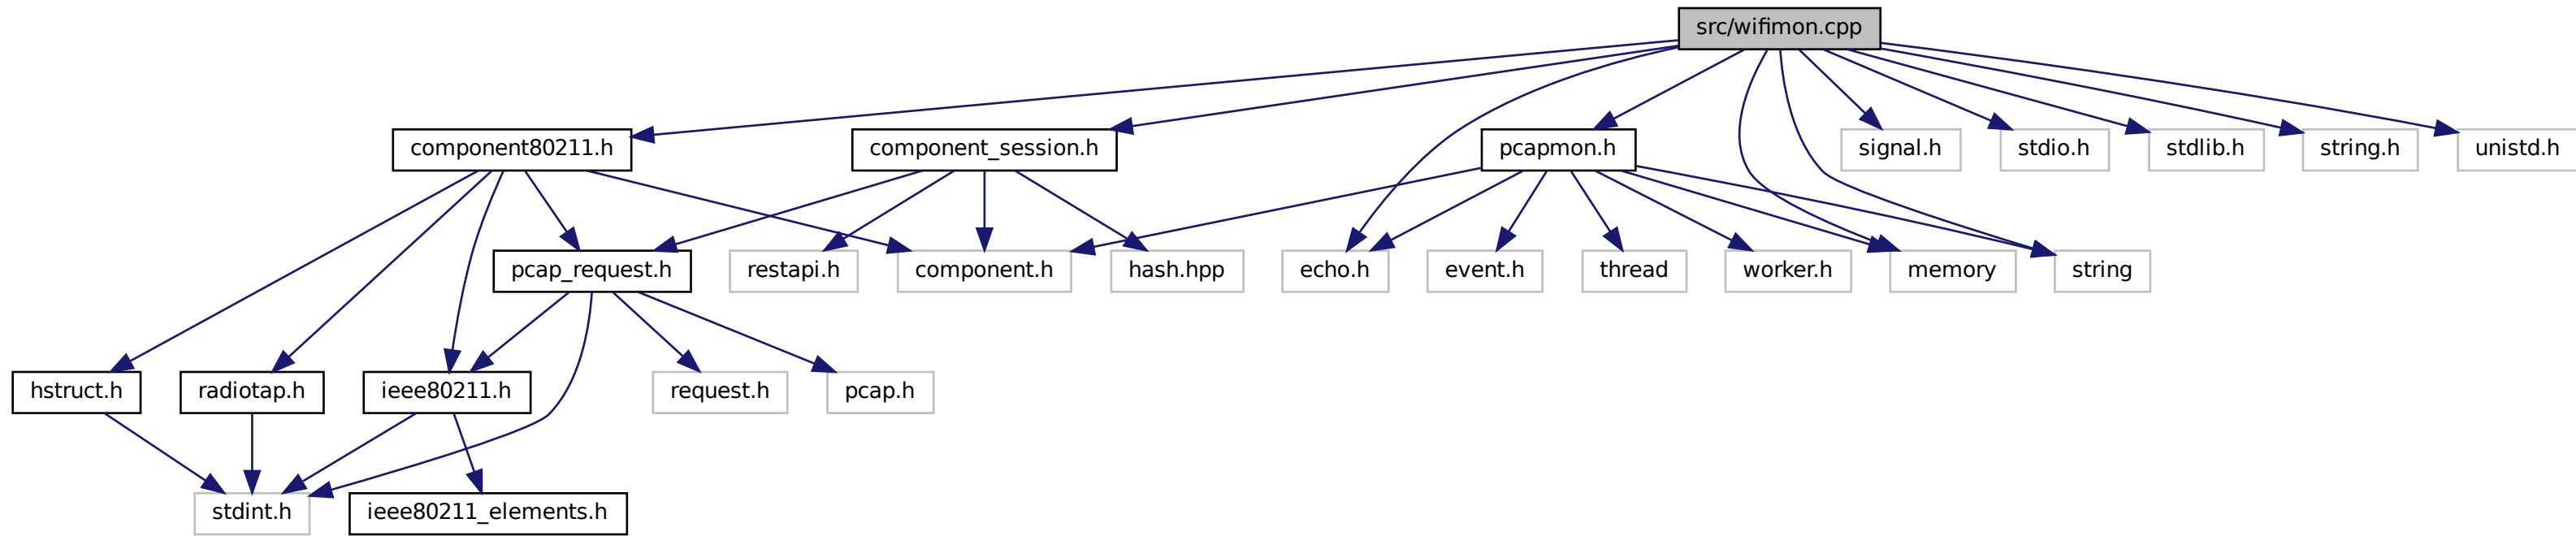 src/wifimon.cpp
component80211.h
component_session.h
pcapmon.h
signal.h
stdio.h
stdlib.h
string.h
unistd.h
pcap_request.h
restapi.h
component.h
hash.hpp
echo.h
event.h
thread
worker.h
memory
string
hstruct.h
radiotap.h
ieee80211.h
request.h
pcap.h
stdint.h
ieee80211_elements.h